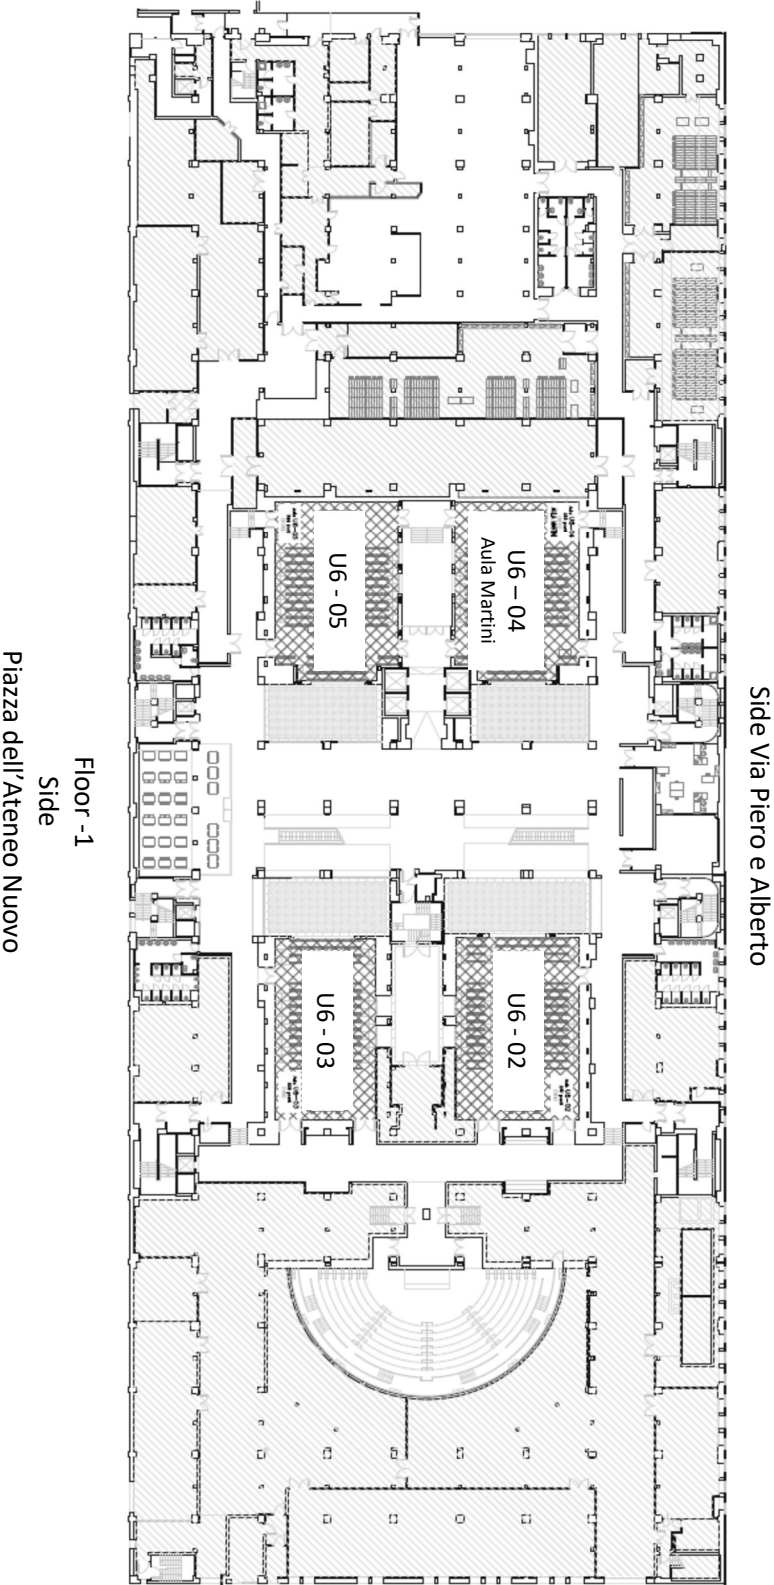 Side Via Piero e Alberto
U6 – 04
Aula Martini
U6 - 02
U6 - 05
U6 - 03
Floor -1
Side
Piazza dell’Ateneo Nuovo